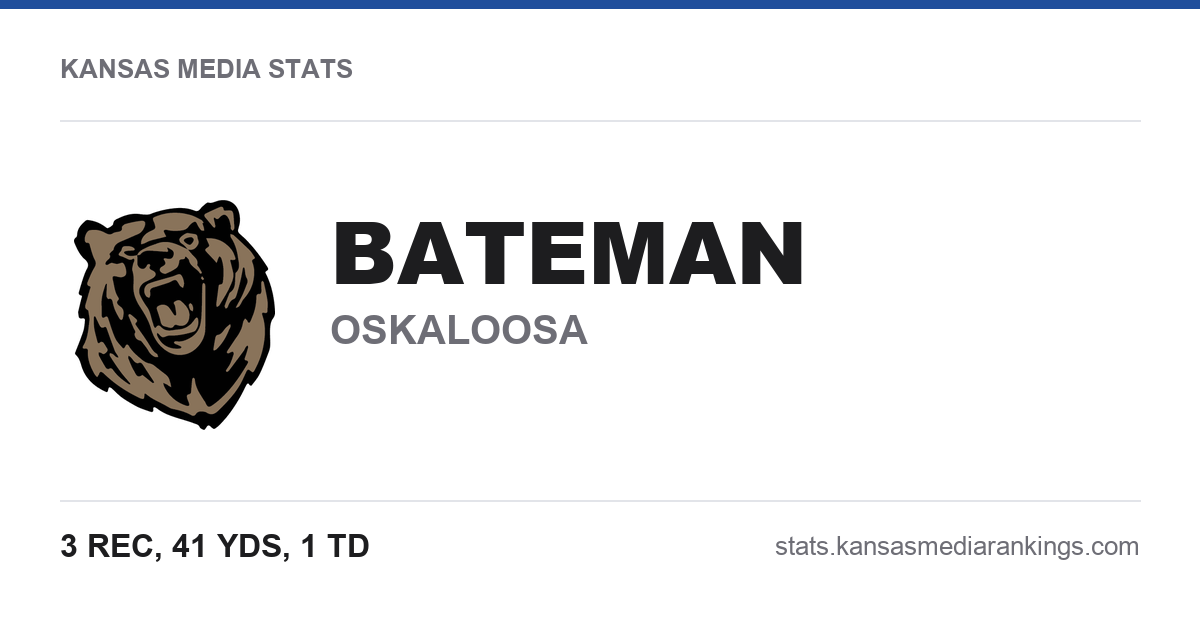 KANSAS MEDIA STATS
BATEMAN
OSKALOOSA
3 REC, 41 YDS, 1 TD
stats.kansasmediarankings.com